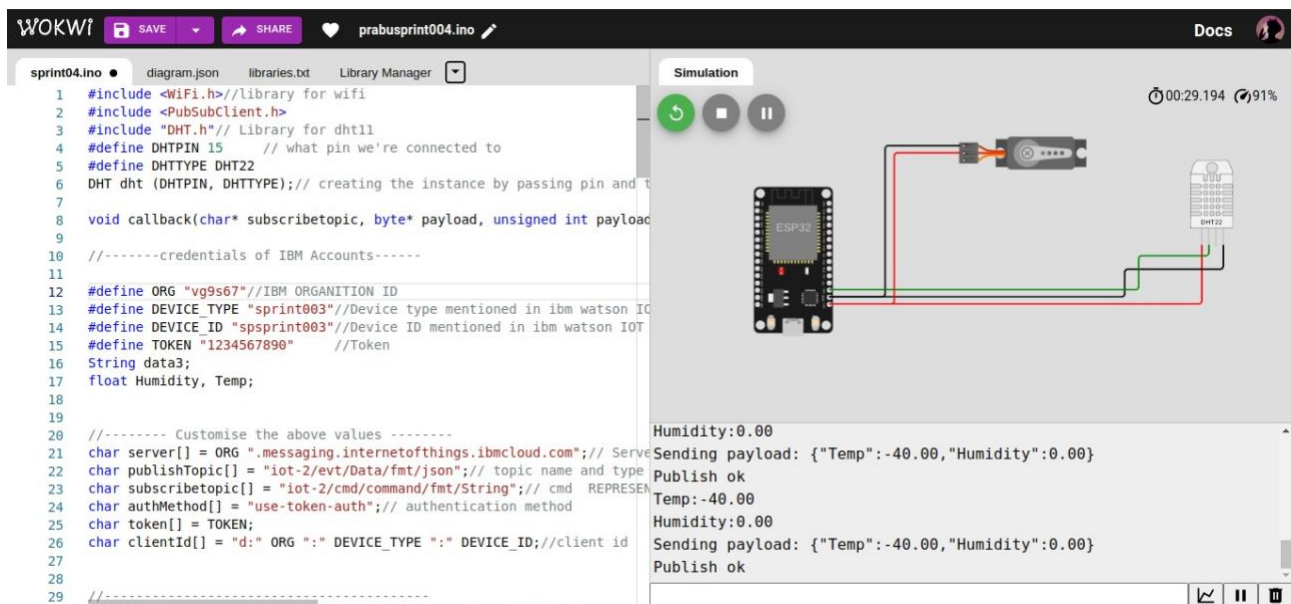 WOKWi SAVE SHARE prabusprint004.ino Docs
sprint04.ino ● diagram.json libraries.txt Library Manager
1 #include <WiFi.h>//library for wifi
2 #include <PubSubClient.h>
3 #include "DHT.h"// Library for dht11
4 #define DHTPIN 15     // what pin we're connected to
5 #define DHTTYPE DHT22
6 DHT dht (DHTPIN, DHTTYPE);// creating the instance by passing pin and t
7
8 void callback(char* subscribetopic, byte* payload, unsigned int payload
9
10 //-------credentials of IBM Accounts------
11
12 #define ORG "vg9s67"//IBM ORGANITION ID
13 #define DEVICE_TYPE "sprint003"//Device type mentioned in ibm watson IO
14 #define DEVICE_ID "spsprint003"//Device ID mentioned in ibm watson IOT
15 #define TOKEN "1234567890"     //Token
16 String data3;
17 float Humidity, Temp;
18
19
20 //-------- Customise the above values --------
21 char server[] = ORG ".messaging.internetofthings.ibmcloud.com";// Serve
22 char publishTopic[] = "iot-2/evt/Data/fmt/json";// topic name and type
23 char subscribetopic[] = "iot-2/cmd/command/fmt/String";// cmd  REPRESEN
24 char authMethod[] = "use-token-auth";// authentication method
25 char token[] = TOKEN;
26 char clientId[] = "d:" ORG ":" DEVICE_TYPE ":" DEVICE_ID;//client id
27
28
29 //-----------------------------------------
Simulation
00:29.194 91%
ESP32
DHT22
Humidity:0.00
Sending payload: {"Temp":-40.00,"Humidity":0.00}
Publish ok
Temp:-40.00
Humidity:0.00
Sending payload: {"Temp":-40.00,"Humidity":0.00}
Publish ok